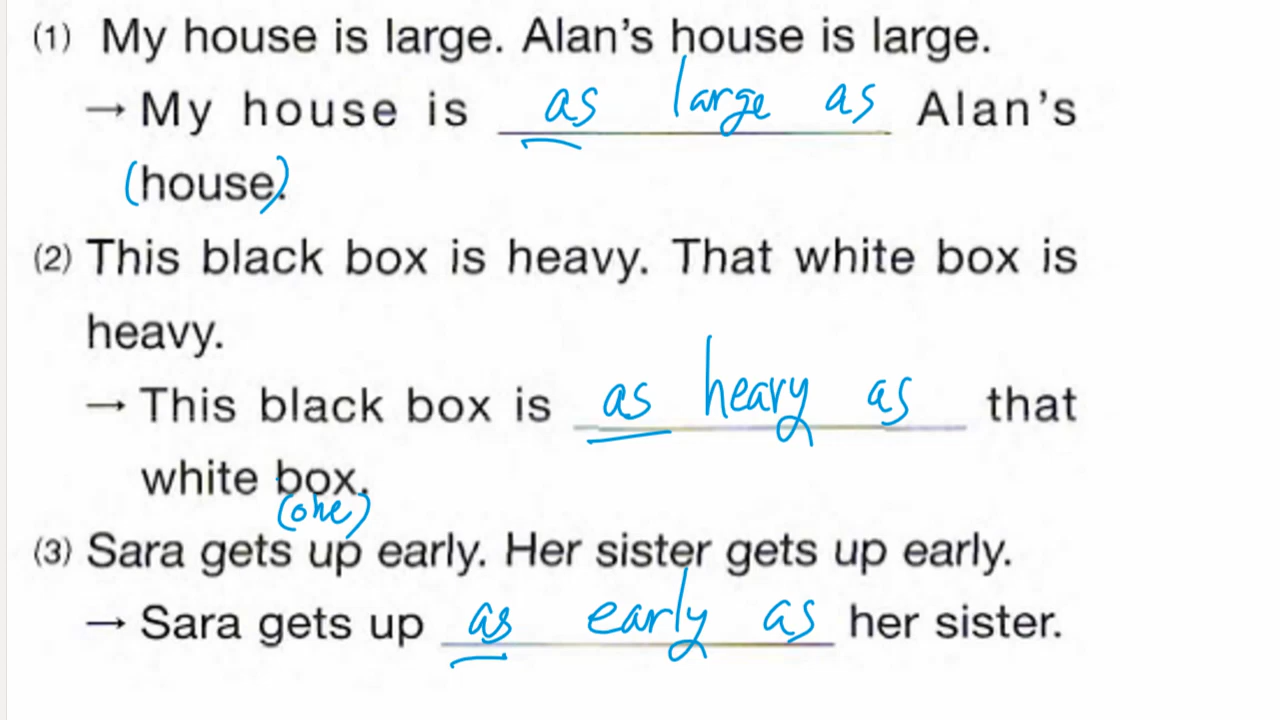 (1) My house is large. Alan's house is large.
→ My house is as large as Alan's
(house).
(2) This black box is heavy. That white box is
heavy.
→ This black box is as heavy as that
white box.
(one)
(3) Sara gets up early. Her sister gets up early.
→ Sara gets up as early as her sister.